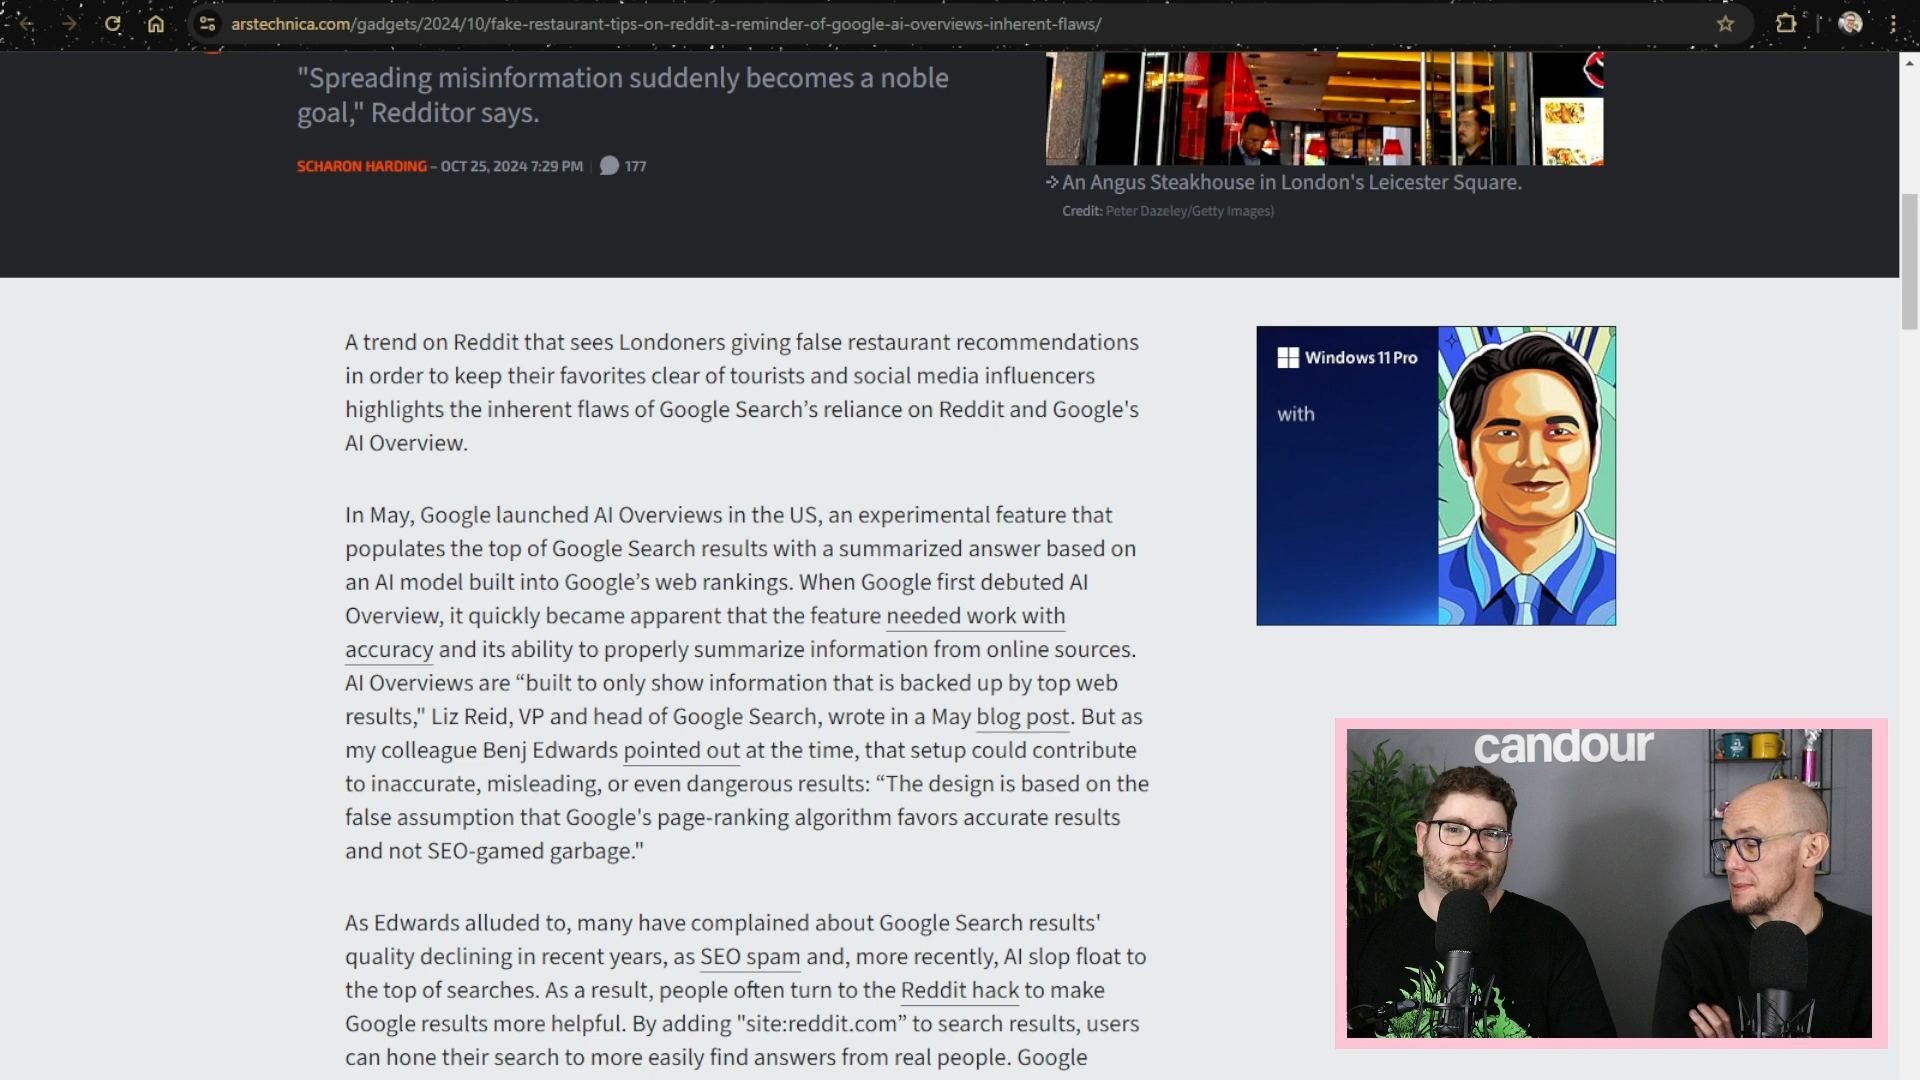 arstechnica.com/gadgets/2024/10/fake-restaurant-tips-on-reddit-a-reminder-of-google-ai-overviews-inherent-flaws/
"Spreading misinformation suddenly becomes a noble
goal," Redditor says.
SCHARON HARDING – OCT 25, 2024 7:29 PM | 177
An Angus Steakhouse in London's Leicester Square.
Credit: Peter Dazeley/Getty Images)
A trend on Reddit that sees Londoners giving false restaurant recommendations
in order to keep their favorites clear of tourists and social media influencers
highlights the inherent flaws of Google Search’s reliance on Reddit and Google's
AI Overview.
In May, Google launched AI Overviews in the US, an experimental feature that
populates the top of Google Search results with a summarized answer based on
an AI model built into Google’s web rankings. When Google first debuted AI
Overview, it quickly became apparent that the feature needed work with
accuracy and its ability to properly summarize information from online sources.
AI Overviews are “built to only show information that is backed up by top web
results," Liz Reid, VP and head of Google Search, wrote in a May blog post. But as
my colleague Benj Edwards pointed out at the time, that setup could contribute
to inaccurate, misleading, or even dangerous results: “The design is based on the
false assumption that Google's page-ranking algorithm favors accurate results
and not SEO-gamed garbage."
As Edwards alluded to, many have complained about Google Search results'
quality declining in recent years, as SEO spam and, more recently, AI slop float to
the top of searches. As a result, people often turn to the Reddit hack to make
Google results more helpful. By adding "site:reddit.com” to search results, users
can hone their search to more easily find answers from real people. Google
Windows 11 Pro
with
candour